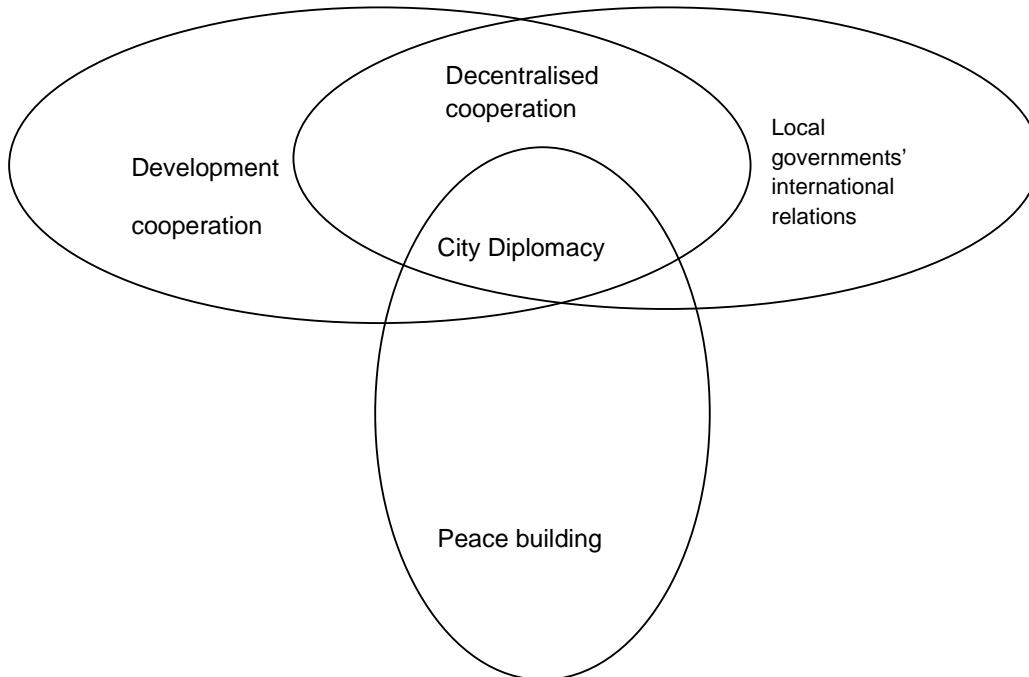 Decentralised
cooperation
Local
governments’
international
relations
Development
cooperation
City Diplomacy
Peace building